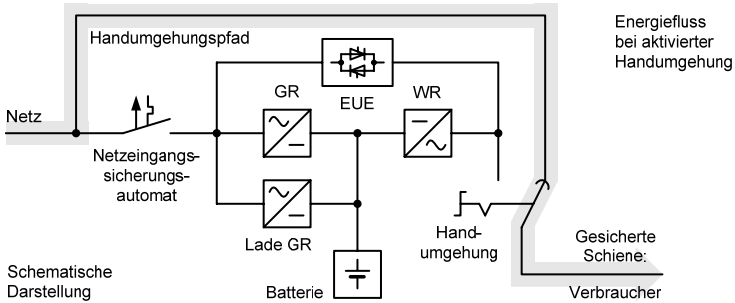 Handumgehungspfad
Energiefluss
bei aktivierter
Handumgehung
GR
EUE
WR
Netz
Netzeingangs-
sicherungs-
automat
Lade GR
Hand-
umgehung
Gesicherte
Schiene:
Schematische
Darstellung
Batterie
Verbraucher